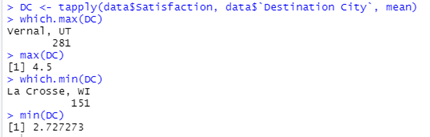 > DC <- tapply(data$Satisfaction, data$`Destination City`, mean)
> which.max(DC)
Vernal, UT
281
> max(DC)
[1] 4.5
> which.min(DC)
La Crosse, WI
151
> min(DC)
[1] 2.727273